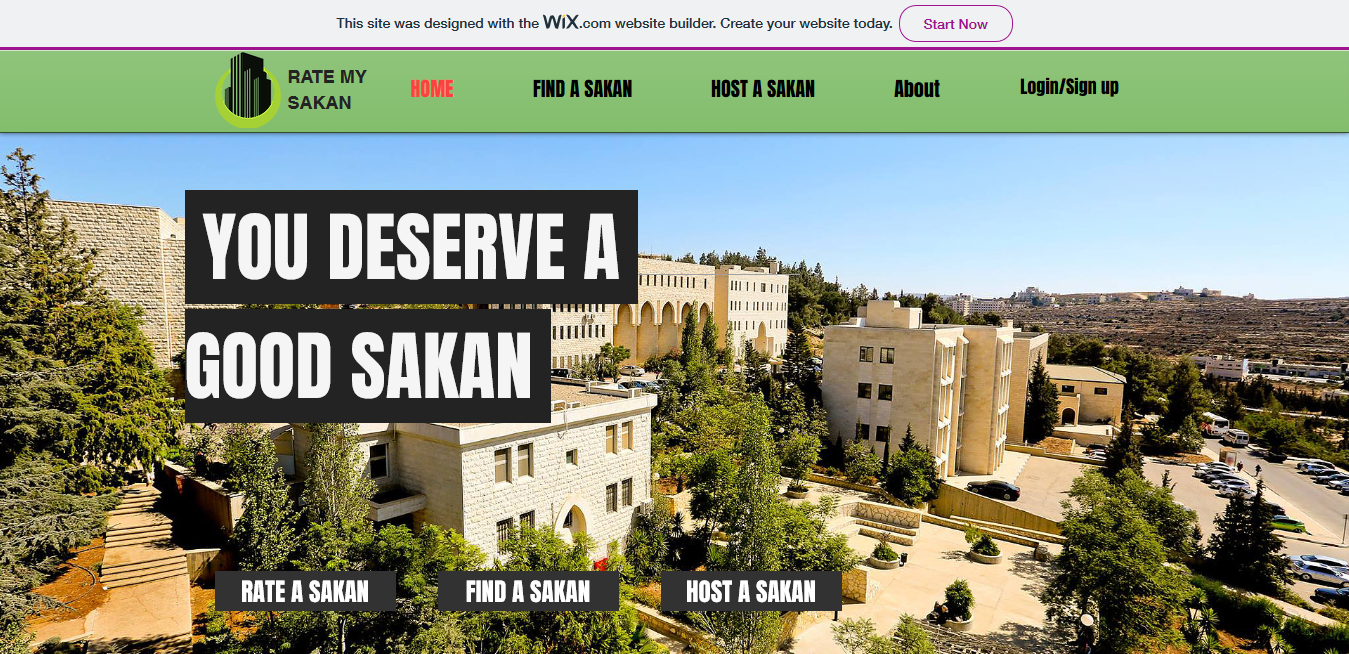 This site was designed with the WiX.com website builder. Create your website today. Start Now
RATE MY
SAKAN
HOME FIND A SAKAN HOST A SAKAN About Login/Sign up
YOU DESERVE A
GOOD SAKAN
RATE A SAKAN FIND A SAKAN HOST A SAKAN